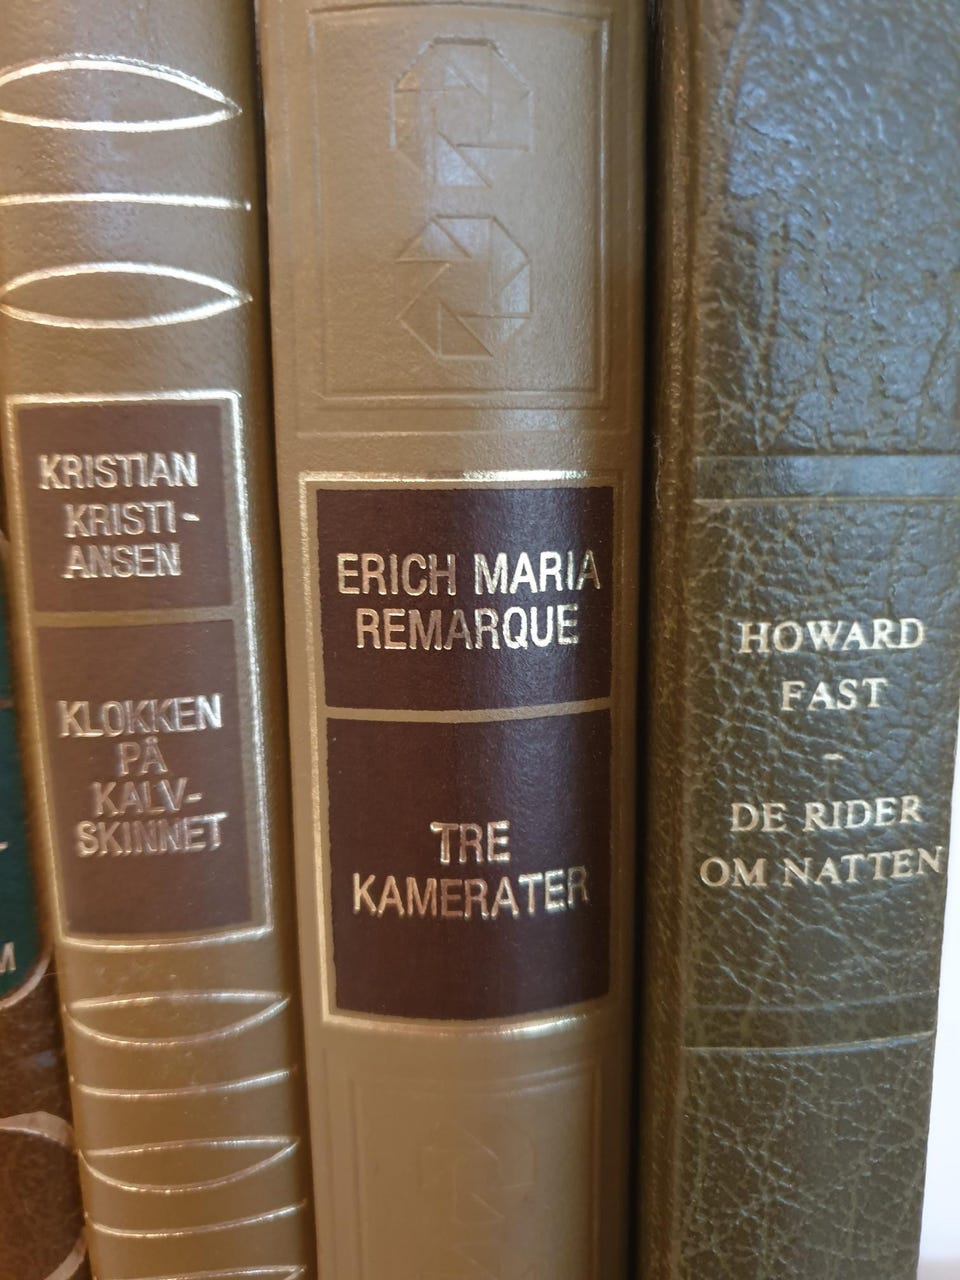 KRISTIAN
KRISTI-
ANSEN
KLOKKEN
PÅ
KALV-
SKINNET
ERICH MARIA
REMARQUE
TRE
KAMERATER
HOWARD
FAST
-
DE RIDER
OM NATTEN